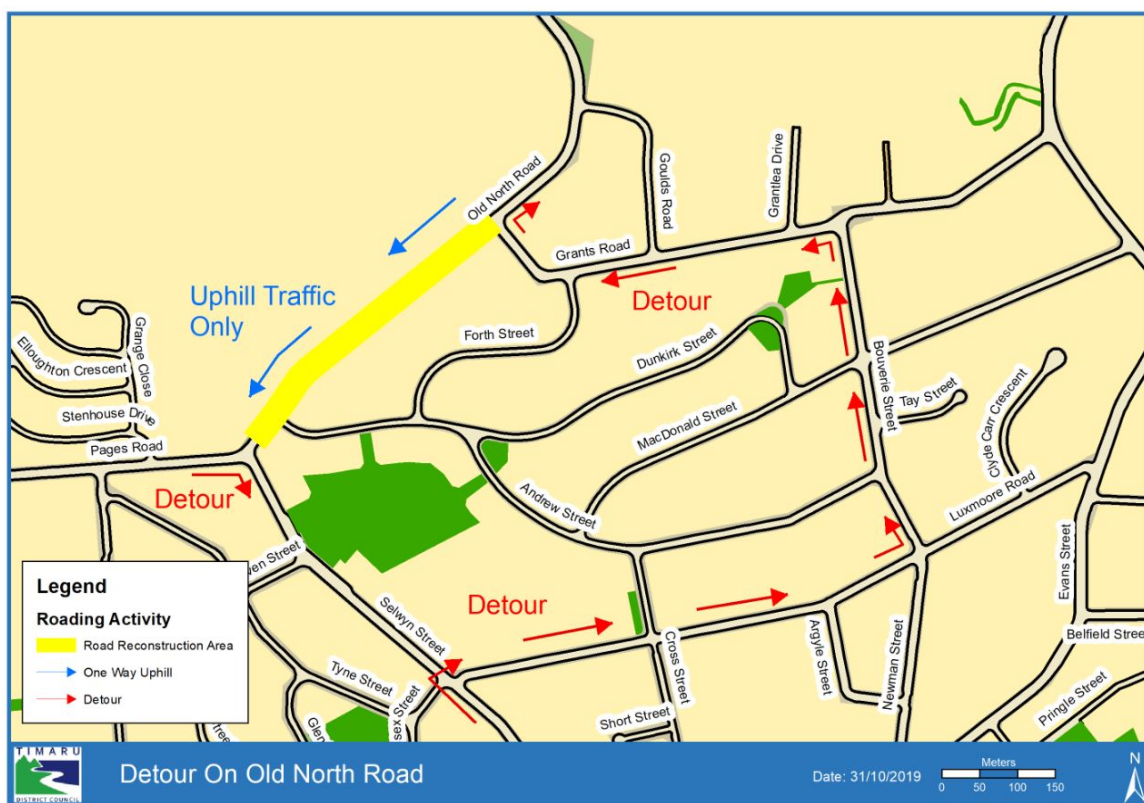 Old North Road
Goulds Road
Grantlea Drive
Grants Road
Uphill Traffic
Only
Detour
Forth Street
Dunkirk Street
Grange Close
Elloughton Crescent
Stenhouse Drive
Pages Road
MacDonald Street
Bouverie Street
Tay Street
Clyde Carr Crescent
Luxmoore Road
Detour
Andrew Street
Evans Street
Street
Selwyn Street
Detour
Cross Street
Argyle Street
Newman Street
Belfield Street
Tyne Street
Street
Short Street
Pringle Street
Legend
Roading Activity
Road Reconstruction Area
One Way Uphill
Detour
TIMARU
DISTRICT COUNCIL
Detour On Old North Road
Date: 31/10/2019
Meters
0 50 100 150
N